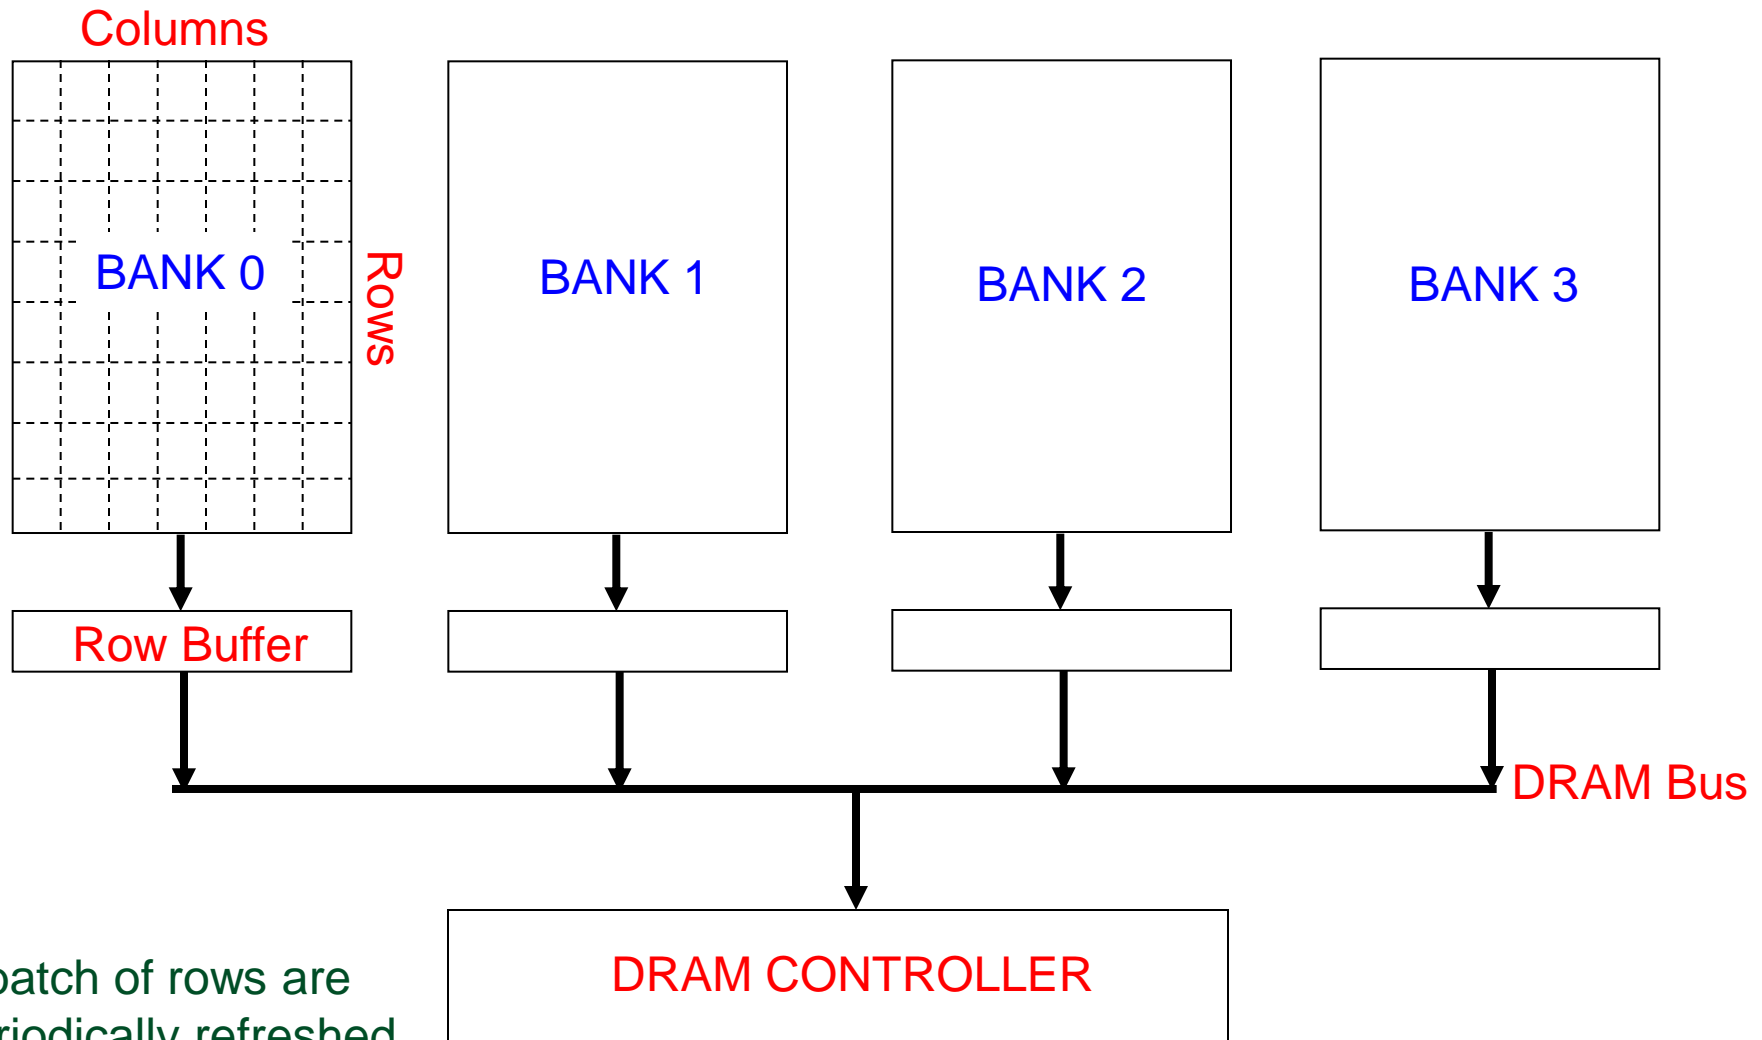 Columns
BANK 0
Rows
BANK 1
BANK 2
BANK 3
Row Buffer
DRAM Bus
DRAM CONTROLLER
of rows are
refreshed